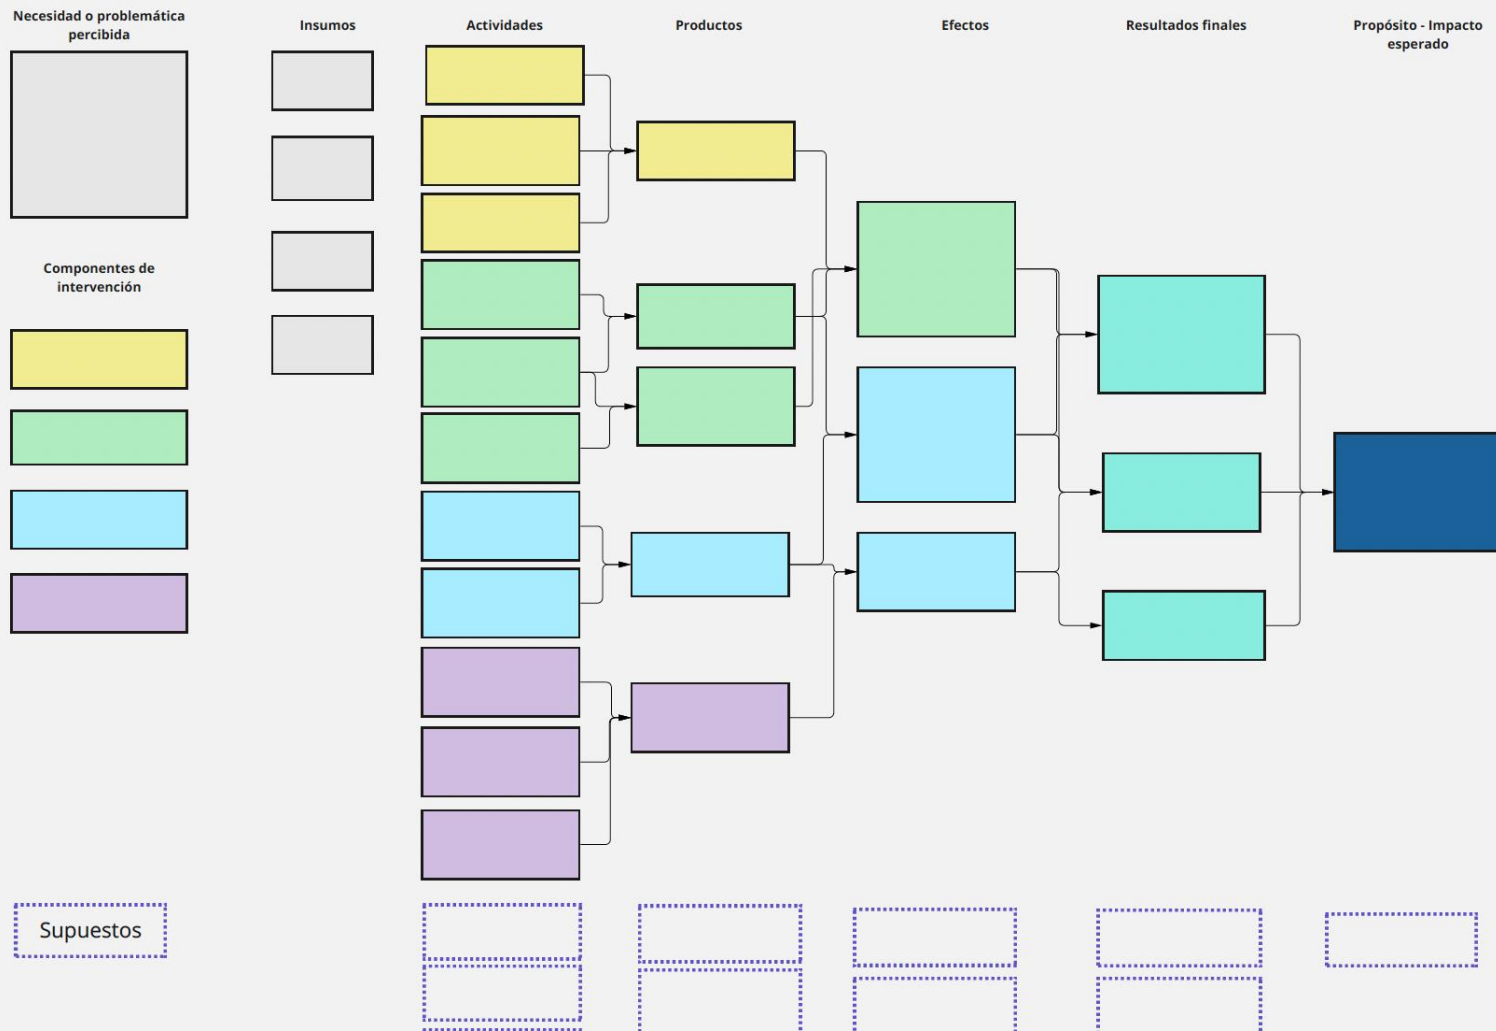 Necesidad o problemática
percibida
Insumos
Actividades
Productos
Efectos
Resultados finales
Propósito - Impacto
esperado
Componentes de
intervención
Supuestos